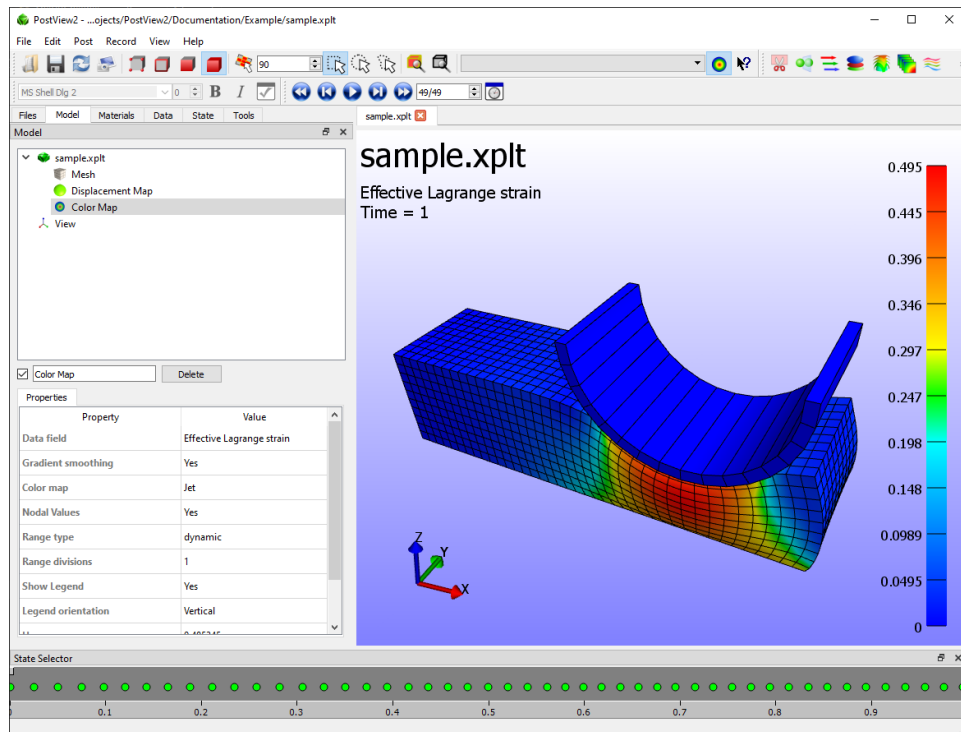 PostView2 - ...ojects/PostView2/Documentation/Example/sample.xplt
File Edit Post Record View Help
90
MS Shell Dlg 2 0 B I 49/49
Files Model Materials Data State Tools
sample.xplt
Model
sample.xplt
Mesh
Displacement Map
Color Map
View
Color Map Delete
Properties
Property Value
Data field Effective Lagrange strain
Gradient smoothing Yes
Color map Jet
Nodal Values Yes
Range type dynamic
Range divisions 1
Show Legend Yes
Legend orientation Vertical
sample.xplt
Effective Lagrange strain
Time = 1
0.495
0.445
0.396
0.346
0.297
0.247
0.198
0.148
0.0989
0.0495
0
Z
Y
X
State Selector
0.1 0.2 0.3 0.4 0.5 0.6 0.7 0.8 0.9